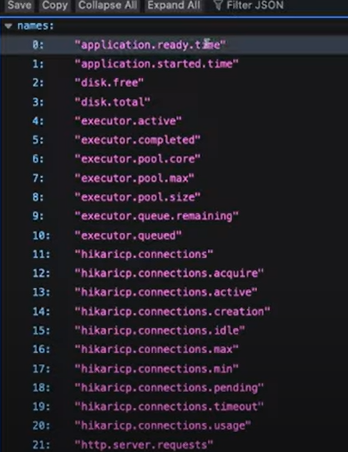 Save Copy Collapse All Expand All Filter JSON
names:
0: "application.ready.time"
1: "application.started.time"
2: "disk.free"
3: "disk.total"
4: "executor.active"
5: "executor.completed"
6: "executor.pool.core"
7: "executor.pool.max"
8: "executor.pool.size"
9: "executor.queue.remaining"
10: "executor.queued"
11: "hikaricp.connections"
12: "hikaricp.connections.acquire"
13: "hikaricp.connections.active"
14: "hikaricp.connections.creation"
15: "hikaricp.connections.idle"
16: "hikaricp.connections.max"
17: "hikaricp.connections.min"
18: "hikaricp.connections.pending"
19: "hikaricp.connections.timeout"
20: "hikaricp.connections.usage"
21: "http.server.requests"